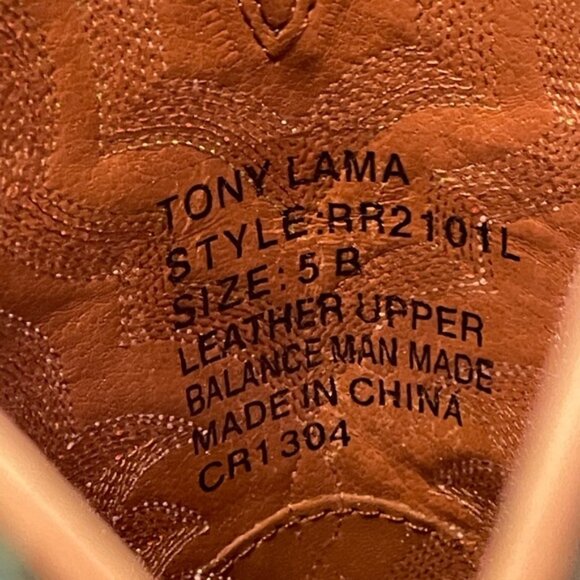 TONY LAMA
STYLE:RR2101L
SIZE: 5 B
LEATHER UPPER
BALANCE MAN MADE
MADE IN CHINA
CR1304